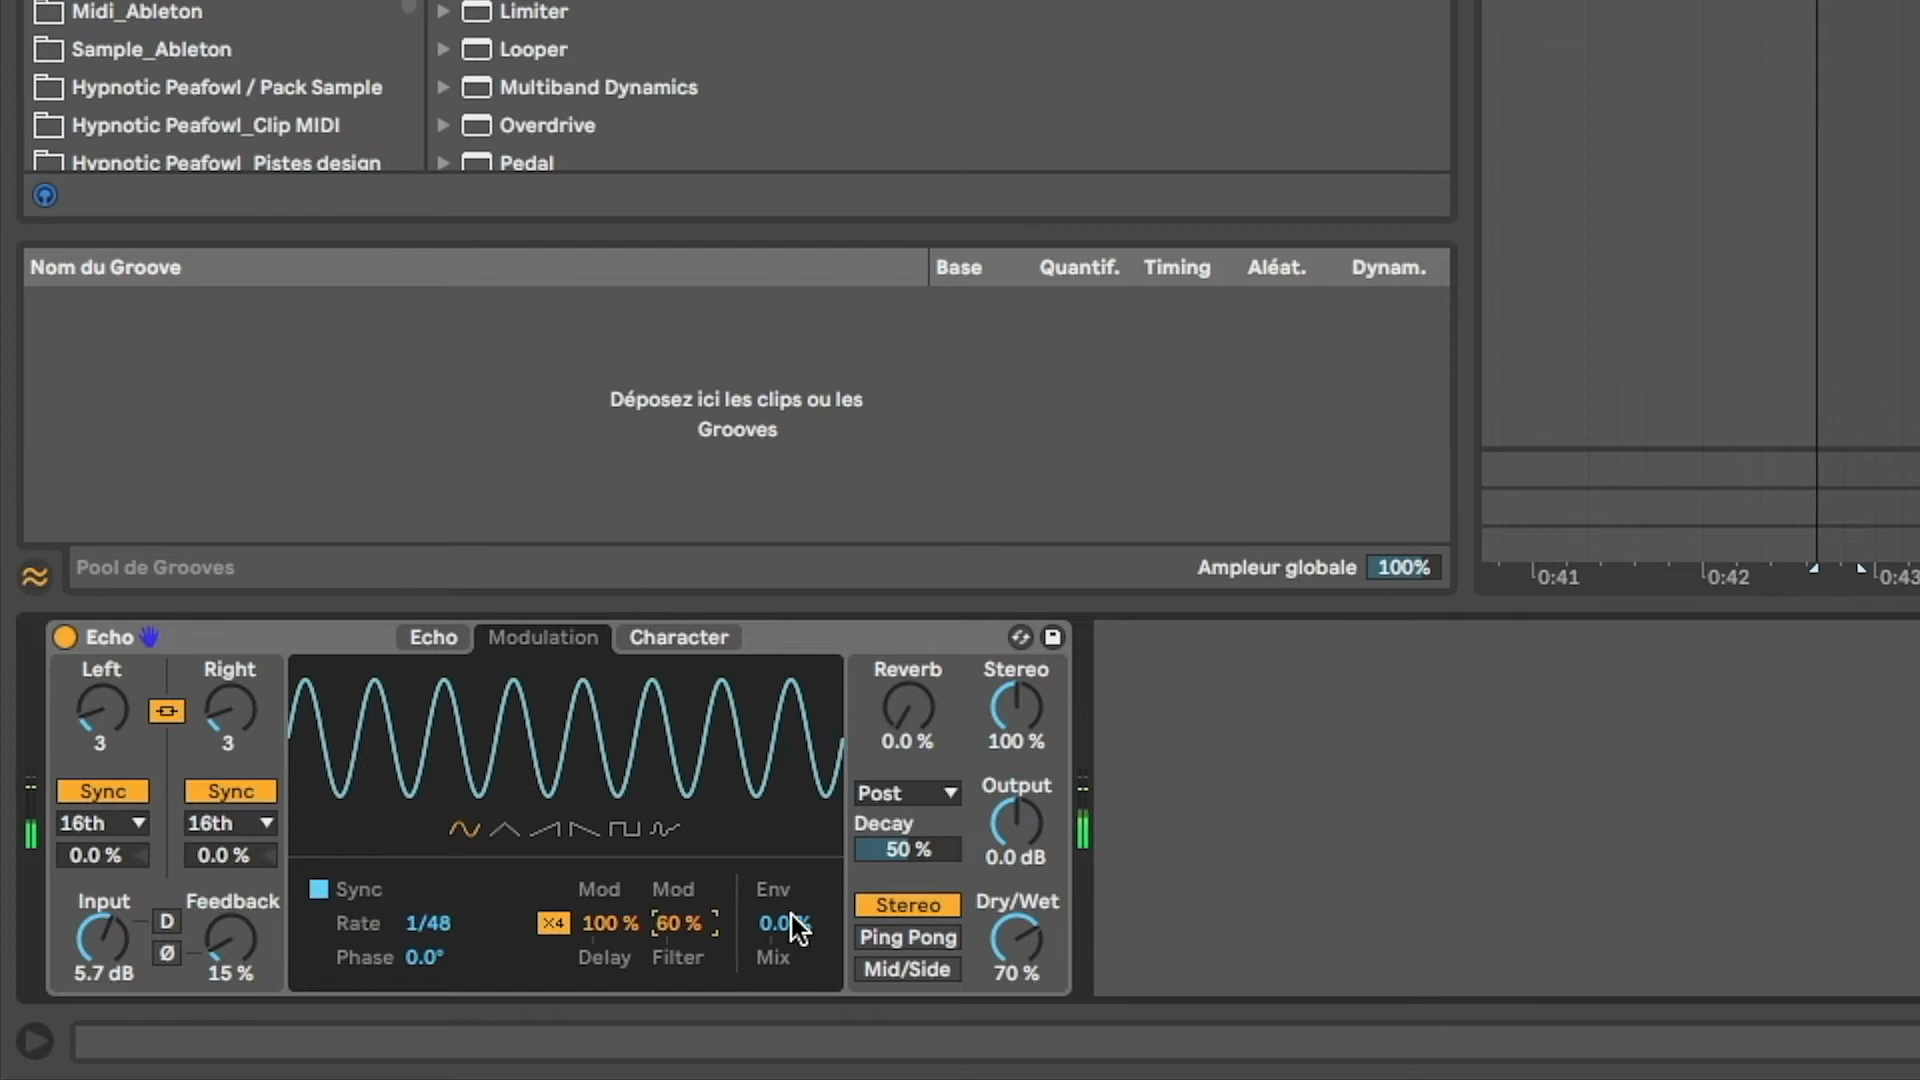 Midi_Ableton
Sample_Ableton
Hypnotic Peafowl / Pack Sample
Hypnotic Peafowl_Clip MIDI
Hypnotic Peafowl_Pistes design
Limiter
Looper
Multiband Dynamics
Overdrive
Pedal
Nom du Groove Base Quantif. Timing Aléat. Dynam.
Déposez ici les clips ou les
Grooves
Pool de Grooves Ampleur globale 100%
0:41 0:42 0:43
Echo Echo Modulation Character
Left Right
3 3
Sync Sync
16th 16th
0.0 % 0.0 %
Input D Feedback
Ø
5.7 dB 15 %
Sync Mod Mod Env
Rate 1/48 X4 100 % 60 % 0.0 %
Phase 0.0° Delay Filter Mix
Reverb Stereo
0.0 % 100 %
Post Output
Decay
50 % 0.0 dB
Stereo Dry/Wet
Ping Pong
Mid/Side 70 %